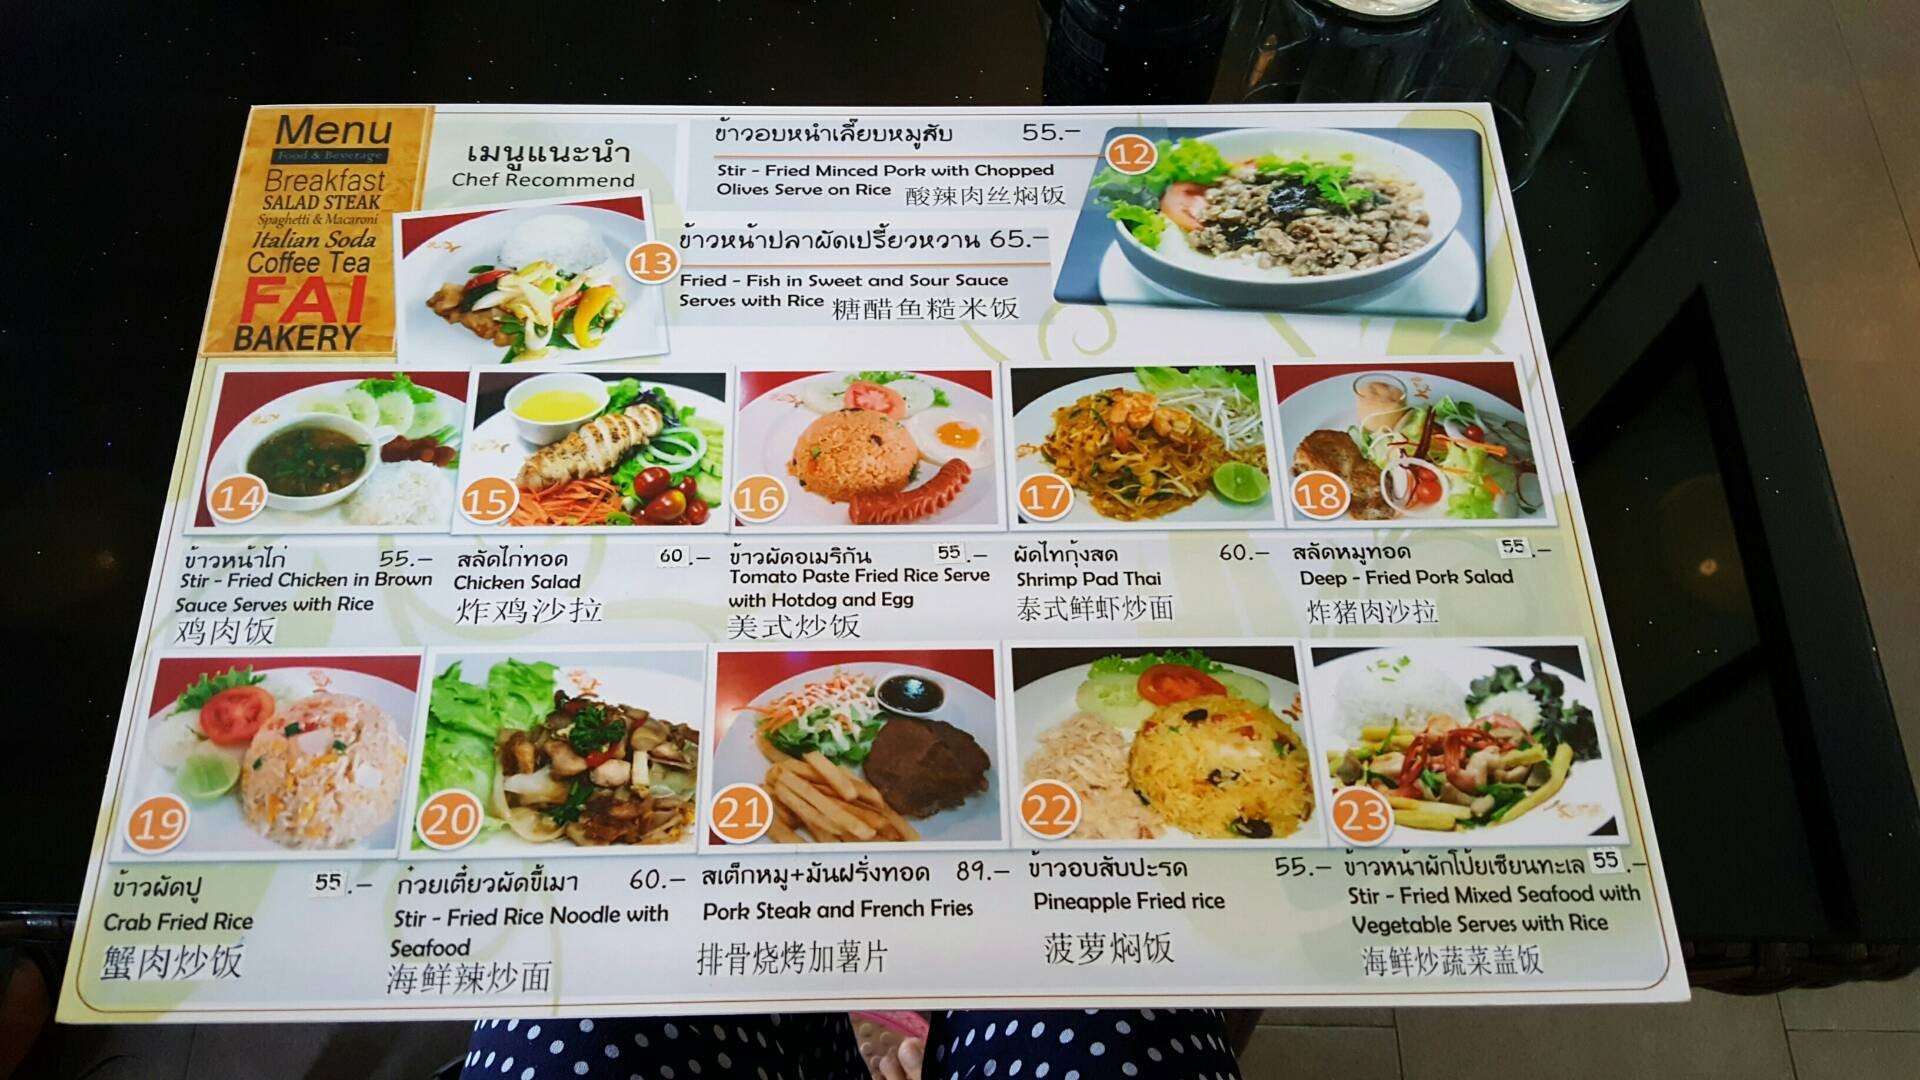 Menu
Food & Beverage
Breakfast
SALAD STEAK
Spaghetti & Macaroni
Italian Soda
Coffee Tea
FAI
BAKERY
เมนูแนะนำ
Chef Recommend
ข้าวอบหนำเลี๊ยบหมูสับ 55.–
Stir - Fried Minced Pork with Chopped
Olives Serve on Rice 酸辣肉丝焖饭
12
13
ข้าวหน้าปลาผัดเปรี้ยวหวาน 65.–
Fried - Fish in Sweet and Sour Sauce
Serves with Rice 糖醋鱼糙米饭
14
ข้าวหน้าไก่ 55.–
Stir - Fried Chicken in Brown
Sauce Serves with Rice
鸡肉饭
15
สลัดไก่ทอด 60.–
Chicken Salad
炸鸡沙拉
16
ข้าวผัดอเมริกัน 55.–
Tomato Paste Fried Rice Serve
with Hotdog and Egg
美式炒饭
17
ผัดไทกุ้งสด 60.–
Shrimp Pad Thai
泰式鲜虾炒面
18
สลัดหมูทอด 55.–
Deep - Fried Pork Salad
炸猪肉沙拉
19
ข้าวผัดปู 55.–
Crab Fried Rice
蟹肉炒饭
20
ก๋วยเตี๋ยวผัดขี้เมา 60.–
Stir - Fried Rice Noodle with
Seafood
海鲜辣炒面
21
สเต็กหมู+มันฝรั่งทอด 89.–
Pork Steak and French Fries
排骨烧烤加薯片
22
ข้าวอบสับปะรด 55.–
Pineapple Fried rice
菠萝焖饭
23
ข้าวหน้าผักโป๊ยเซียนทะเล 55.–
Stir - Fried Mixed Seafood with
Vegetable Serves with Rice
海鲜炒蔬菜盖饭